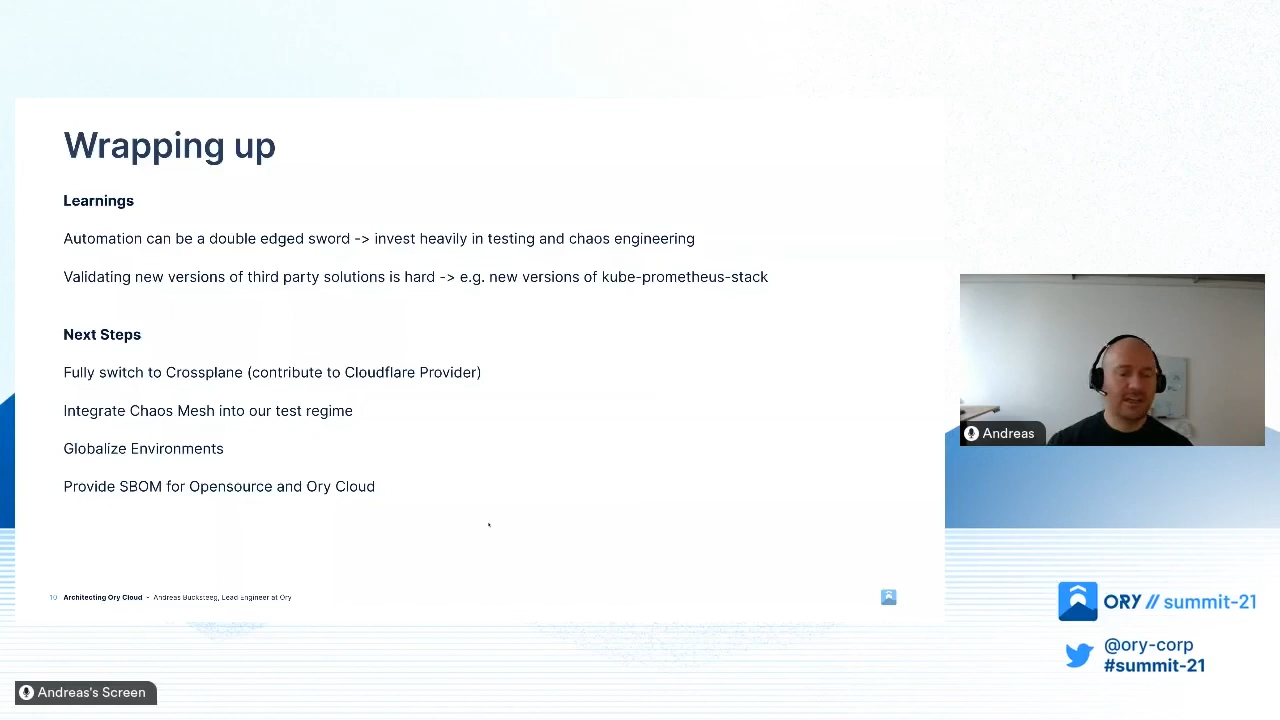 Wrapping up
Learnings
Automation can be a double edged sword -> invest heavily in testing and chaos engineering
Validating new versions of third party solutions is hard -> e.g. new versions of kube-prometheus-stack
Next Steps
Fully switch to Crossplane (contribute to Cloudflare Provider)
Integrate Chaos Mesh into our test regime
Globalize Environments
Provide SBOM for Opensource and Ory Cloud
10 Architecting Ory Cloud - Andreas Bucksteeg, Lead Engineer at Ory
Andreas
ORY // summit-21
@ory-corp
#summit-21
Andreas's Screen